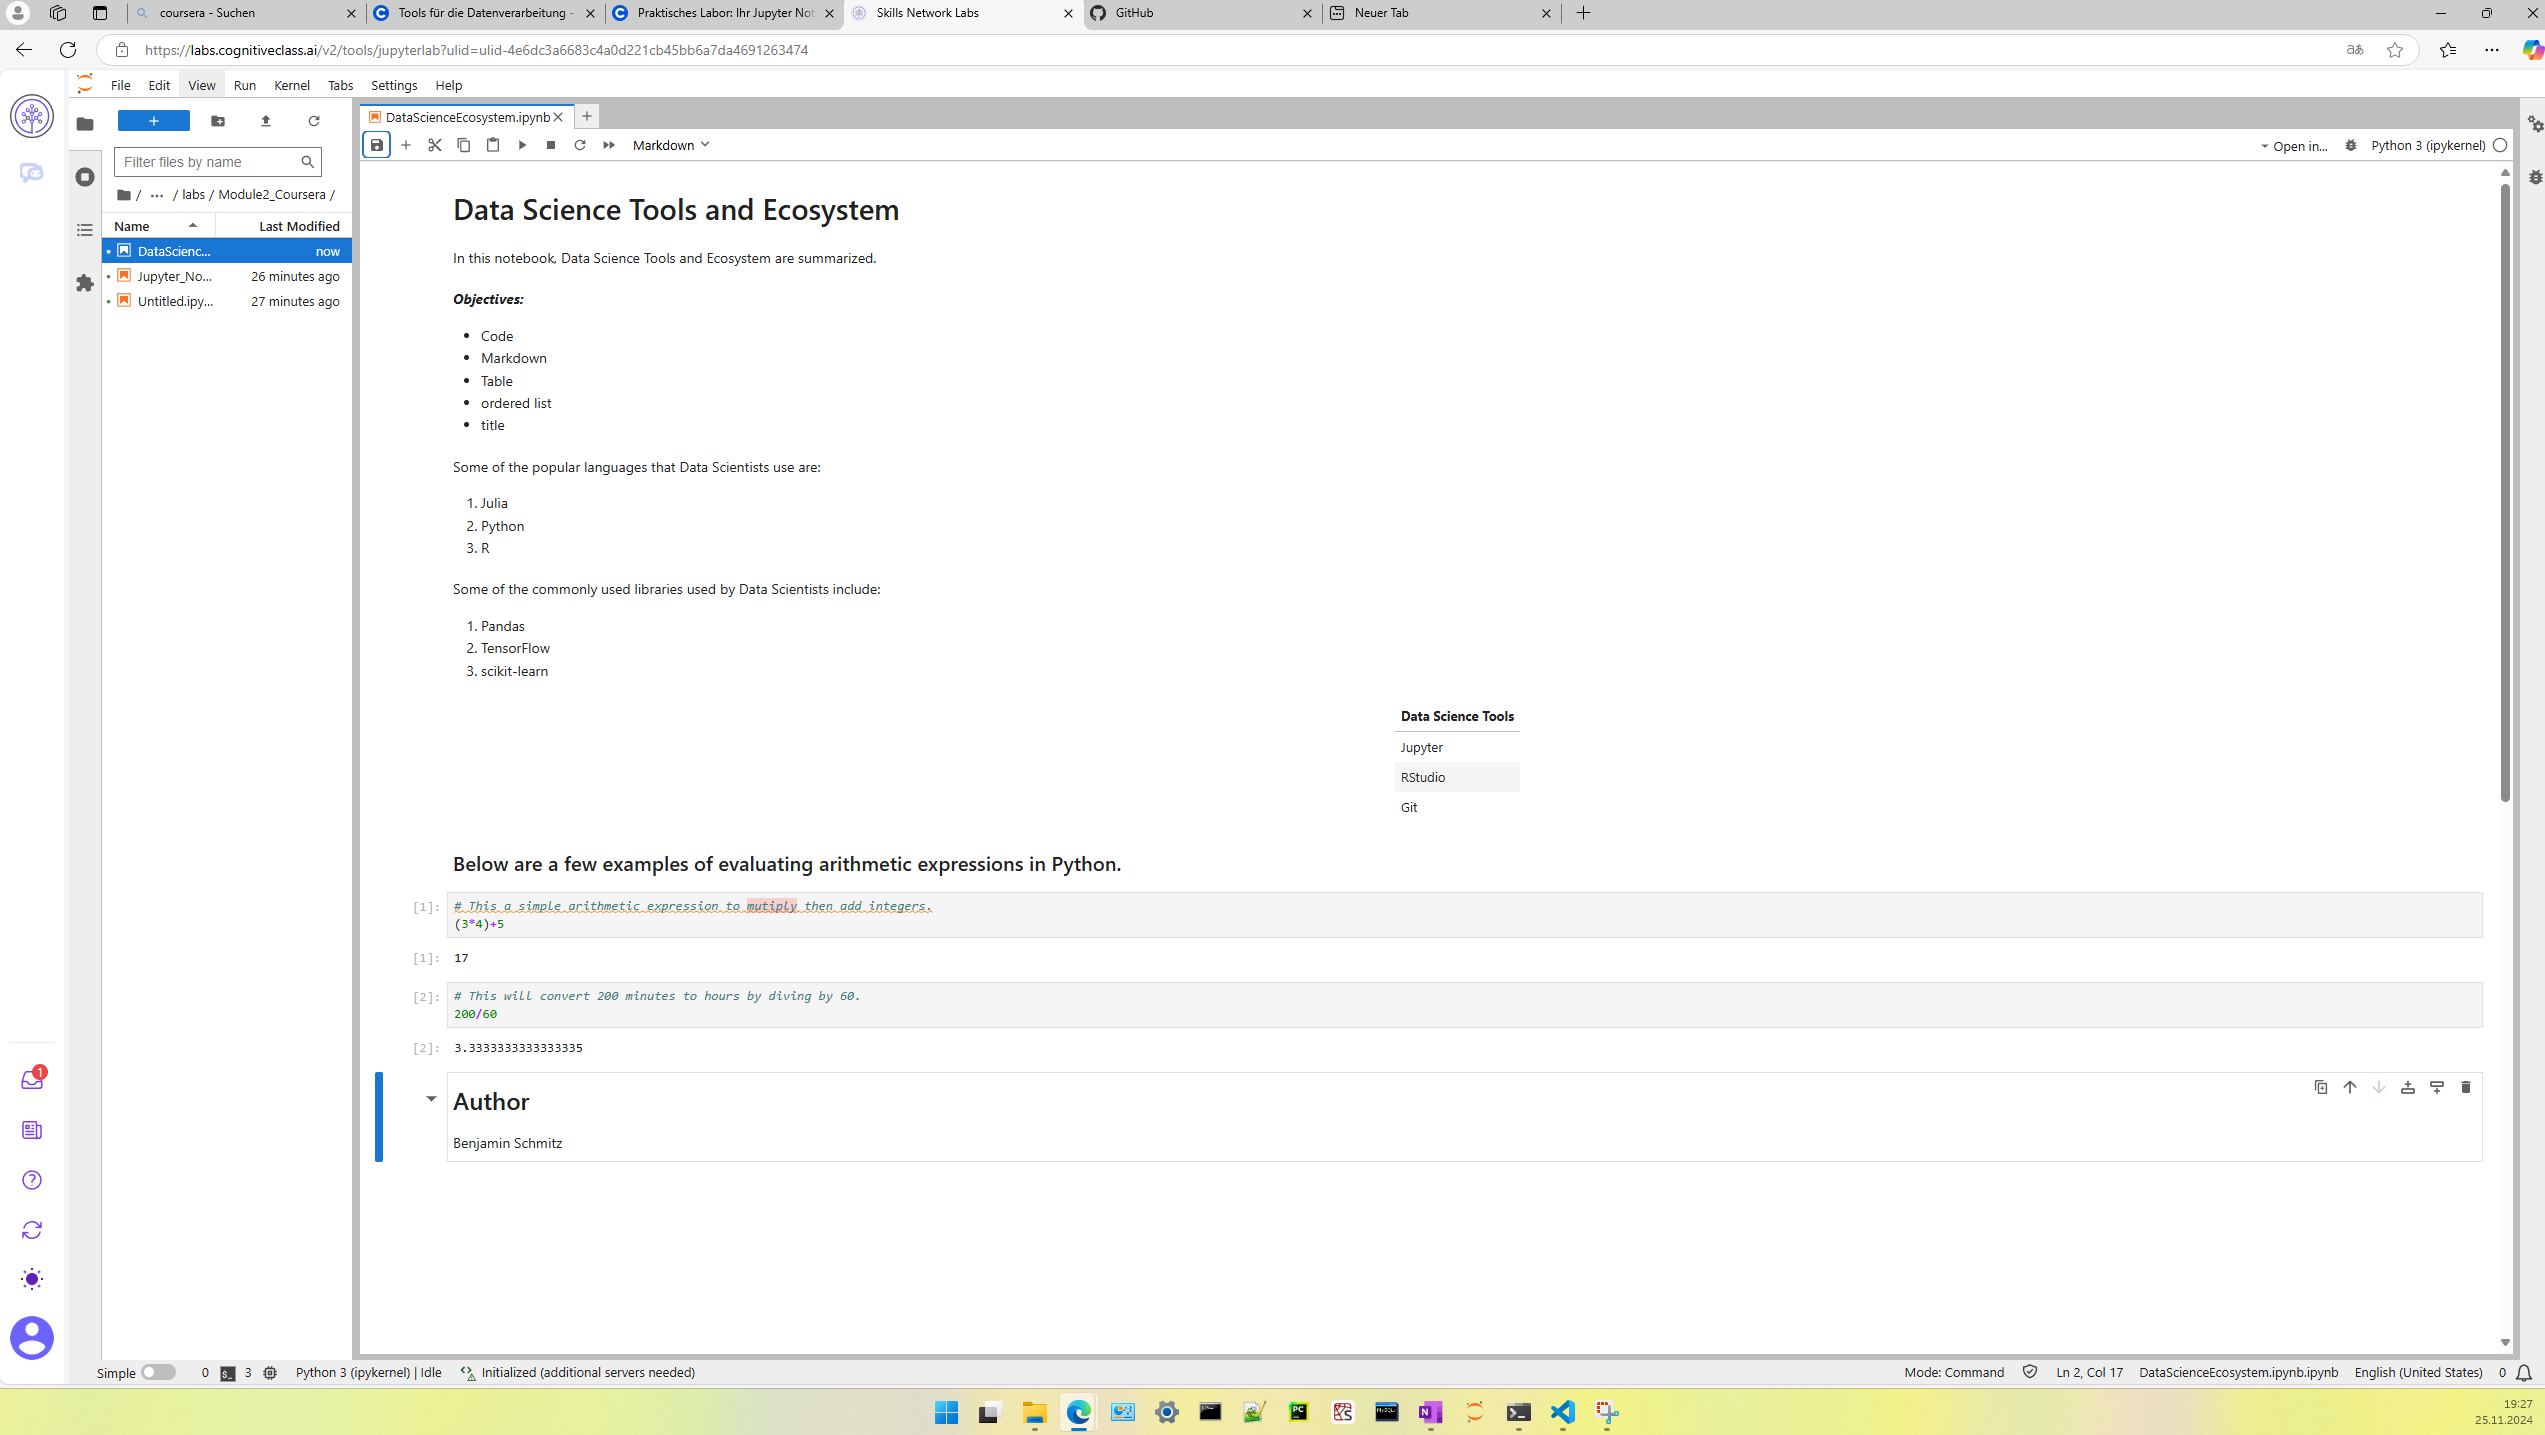 coursera - Suchen
Tools für die Datenverarbeitung -
Praktisches Labor: Ihr Jupyter Not
Skills Network Labs
GitHub
Neuer Tab
https://labs.cognitiveclass.ai/v2/tools/jupyterlab?ulid=ulid-4e6dc3a6683c4a0d221cb45bb6a7da4691263474
File Edit View Run Kernel Tabs Settings Help
DataScienceEcosystem.ipynb
Filter files by name
Markdown
Open in...
Python 3 (ipykernel)
/ ... / labs / Module2_Coursera /
Name Last Modified
DataScienc... now
Jupyter_No... 26 minutes ago
Untitled.ipy... 27 minutes ago
Data Science Tools and Ecosystem
In this notebook, Data Science Tools and Ecosystem are summarized.
Objectives:
• Code
• Markdown
• Table
• ordered list
• title
Some of the popular languages that Data Scientists use are:
1. Julia
2. Python
3. R
Some of the commonly used libraries used by Data Scientists include:
1. Pandas
2. TensorFlow
3. scikit-learn
Data Science Tools
Jupyter
RStudio
Git
Below are a few examples of evaluating arithmetic expressions in Python.
[1]: # This a simple arithmetic expression to mutiply then add integers.
(3*4)+5
[1]: 17
[2]: # This will convert 200 minutes to hours by diving by 60.
200/60
[2]: 3.3333333333333335
Author
Benjamin Schmitz
1
Simple 0 3 Python 3 (ipykernel) | Idle Initialized (additional servers needed)
Mode: Command Ln 2, Col 17 DataScienceEcosystem.ipynb.ipynb English (United States) 0
19:27
25.11.2024